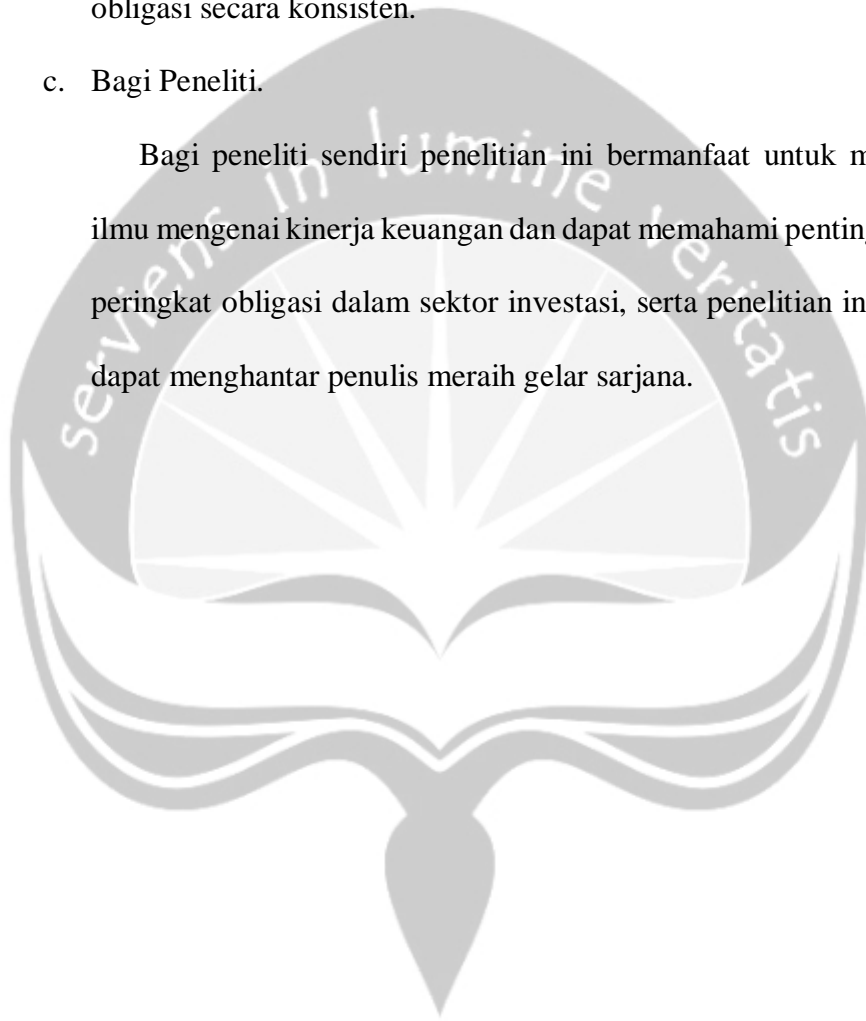 obligasi secara konsisten.
c. Bagi Peneliti.
Bagi peneliti sendiri penelitian ini bermanfaat untuk
ilmu mengenai kinerja keuangan dan dapat memahami
peringkat obligasi dalam sektor investasi, serta penelitian
dapat menghantar penulis meraih gelar sarjana.
serviens in lumine veritatis